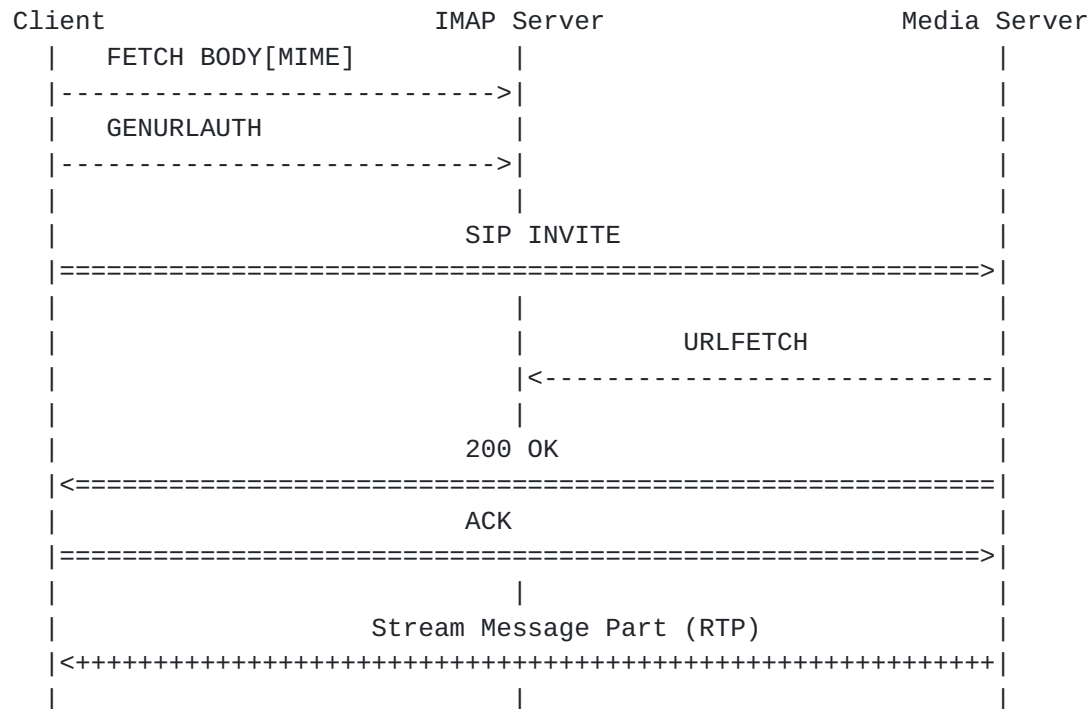 Client IMAP Server Media Server
FETCH BODY[MIME]
GENURLAUTH
SIP INVITE
URLFETCH
200 OK
ACK
Stream Message Part (RTP)